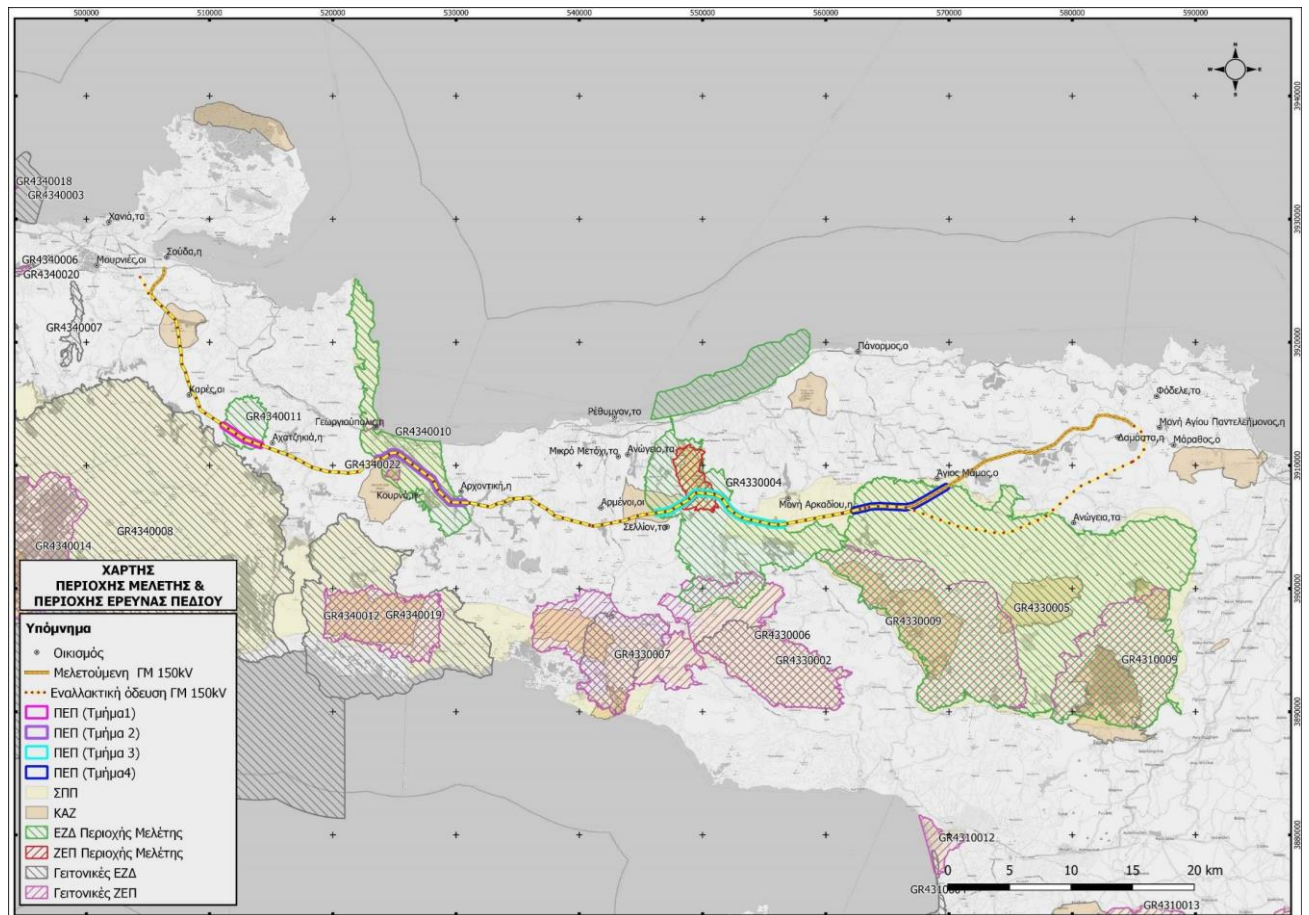 500000
510000
520000
530000
540000
550000
560000
570000
580000
590000
3940000
3930000
3920000
3910000
3900000
3890000
3880000
N
W
E
S
GR4340018
GR4340003
Χανιά,τα
Σούδα,η
Μουρνιές,οι
GR4340006
GR4340020
GR4340007
Καρές,οι
GR4340011
Αχατζηκιά,η
Γεωργιούπολις,η
GR4340010
GR4340022
Κουρνά,η
Αρχοντική,η
Πάνορμος,ο
Ρέθυμνον,το
Μικρό Μετόχι,το
Ανώγεια,τα
Αρμένοι,οι
Σελλίον,το
GR4330004
Μονή Αρκαδίου,η
Άγιος Μάμας,ο
Φόδελε,το
Μονή Αγίου Παντελεήμονος,η
Δαμάστα,η
Μάραθος,ο
Ανώγεια,τα
GR4340008
GR4340014
GR4340012
GR4340019
GR4330007
GR4330006
GR4330002
GR4330009
GR4330005
GR4310009
GR4310012
GR4310013
ΧΑΡΤΗΣ
ΠΕΡΙΟΧΗΣ ΜΕΛΕΤΗΣ &
ΠΕΡΙΟΧΗΣ ΕΡΕΥΝΑΣ ΠΕΔΙΟΥ
Υπόμνημα
Οικισμός
Μελετούμενη ΓΜ 150kV
Εναλλακτική όδευση ΓΜ 150kV
ΠΕΠ (Τμήμα1)
ΠΕΠ (Τμήμα 2)
ΠΕΠ (Τμήμα 3)
ΠΕΠ (Τμήμα4)
ΣΠΠ
ΚΑΖ
ΕΖΔ Περιοχής Μελέτης
ΖΕΠ Περιοχής Μελέτης
Γειτονικές ΕΖΔ
Γειτονικές ΖΕΠ
0 5 10 15 20 km